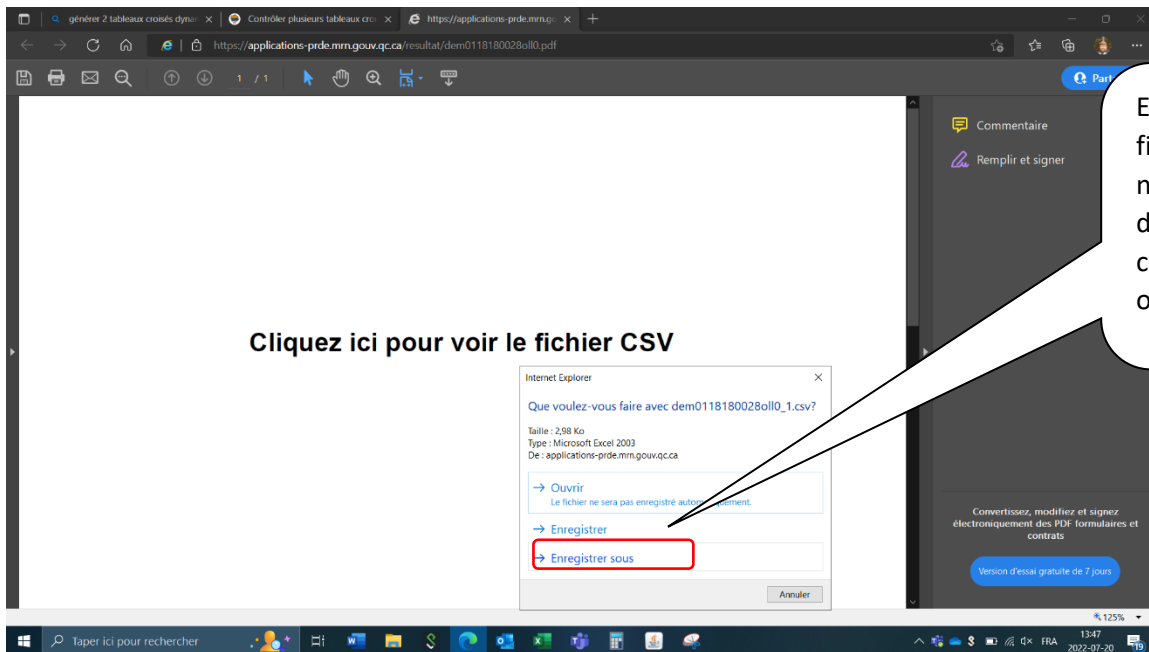 générer 2 tableaux croisés dynar
Contrôler plusieurs tableaux croi
https://applications-prde.mrn.go
https://applications-prde.mrn.gouv.qc.ca/resultat/dem0118180028oll0.pdf
1 / 1
Part
Commentaire
Remplir et signer
E
fi
n
d
c
o
Cliquez ici pour voir le fichier CSV
Internet Explorer
Que voulez-vous faire avec dem0118180028oll0_1.csv?
Taille : 2,98 Ko
Type : Microsoft Excel 2003
De : applications-prde.mrn.gouv.qc.ca
Ouvrir
Le fichier ne sera pas enregistré automatiquement.
Enregistrer
Enregistrer sous
Annuler
Convertissez, modifiez et signez
électroniquement des PDF formulaires et
contrats
Version d'essai gratuite de 7 jours
125%
Taper ici pour rechercher
FRA
13:47
2022-07-20
19